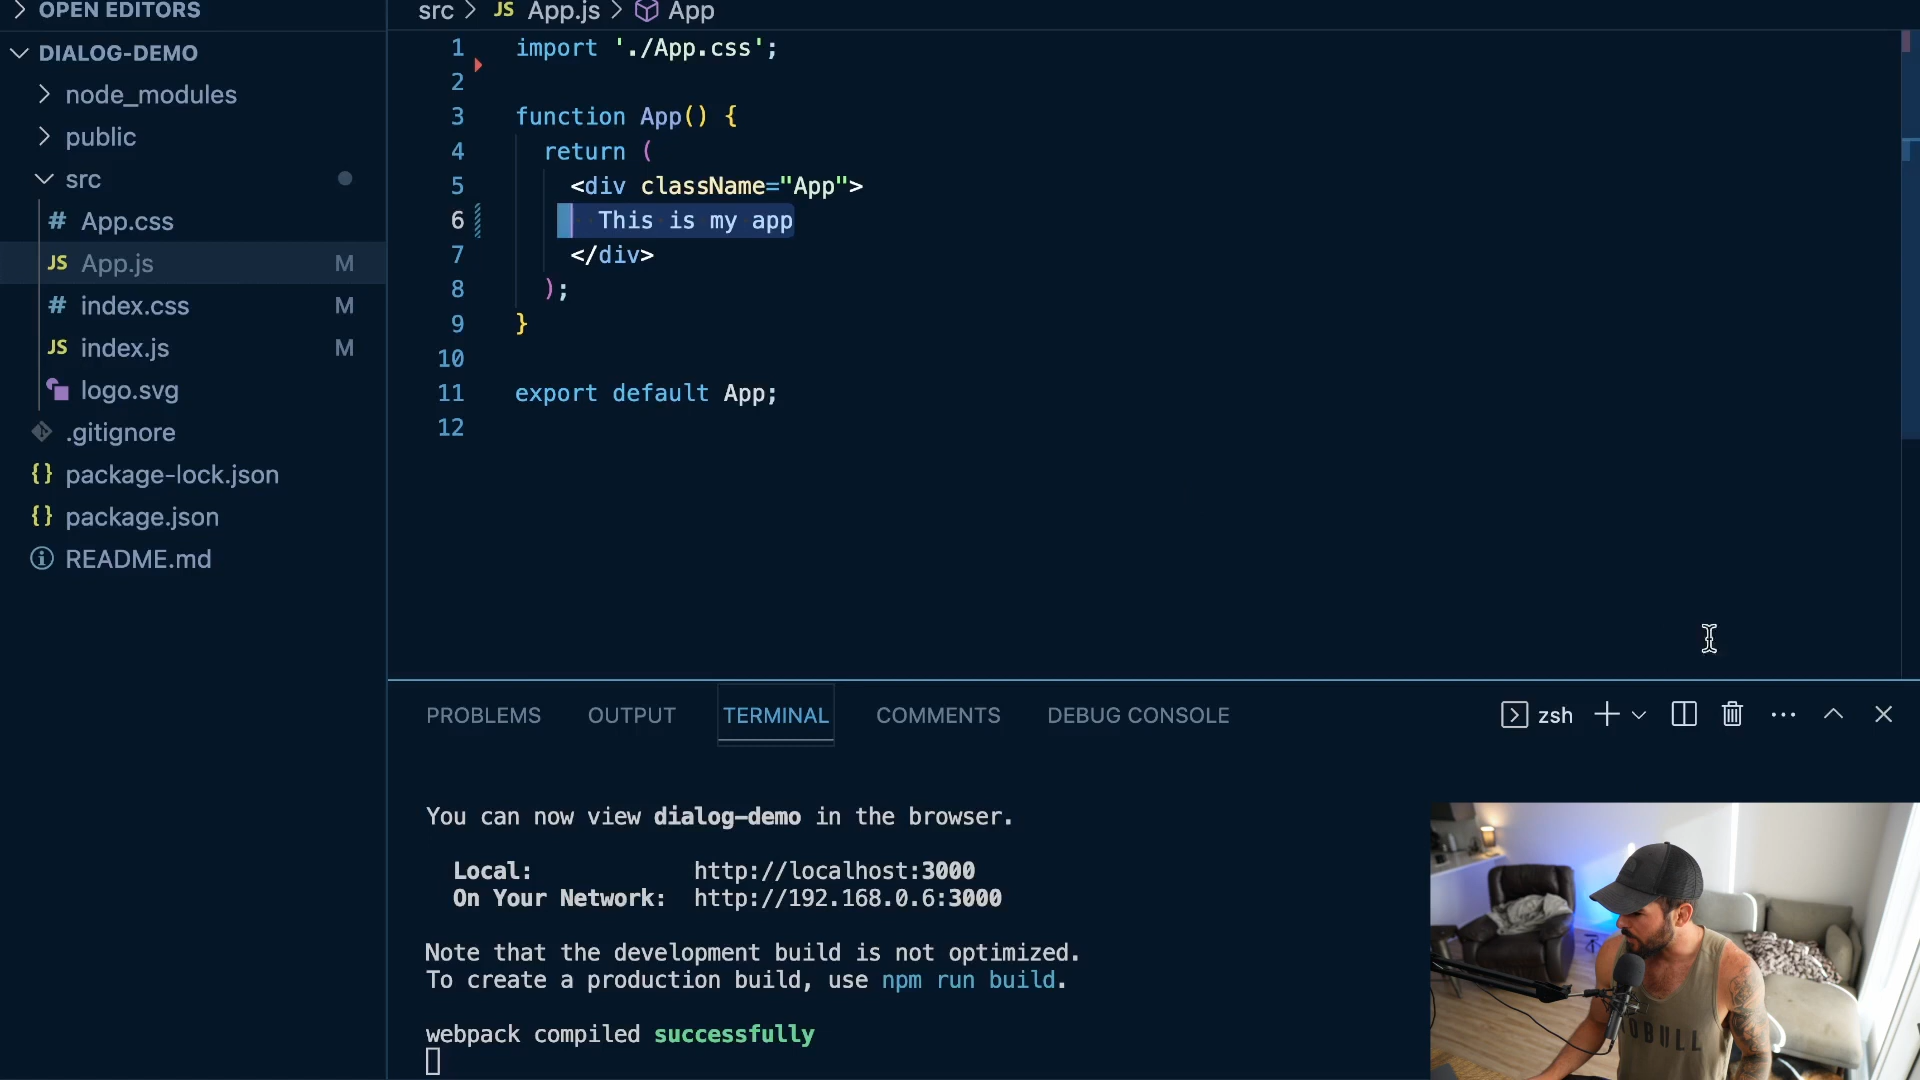 OPEN EDITORS
DIALOG-DEMO
node_modules
public
src
# App.css
JS App.js M
# index.css M
JS index.js M
logo.svg
.gitignore
{} package-lock.json
{} package.json
README.md
src > JS App.js > App
1 import './App.css';
2
3 function App() {
4 return (
5 <div className="App">
6 This is my app
7 </div>
8 );
9 }
10
11 export default App;
12
PROBLEMS OUTPUT TERMINAL COMMENTS DEBUG CONSOLE zsh
You can now view dialog-demo in the browser.
Local: http://localhost:3000
On Your Network: http://192.168.0.6:3000
Note that the development build is not optimized.
To create a production build, use npm run build.
webpack compiled successfully
OBULL